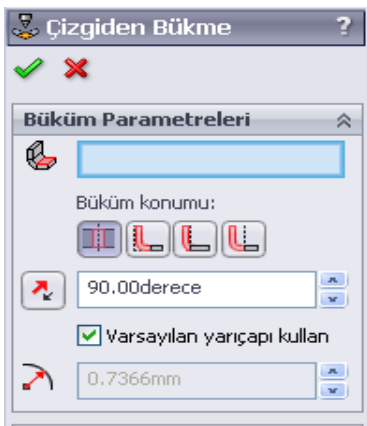 Çizgiden Bükme ?
Büküm Parametreleri
Büküm konumu:
90.00derece
Varsayılan yarıçapı kullan
0.7366mm